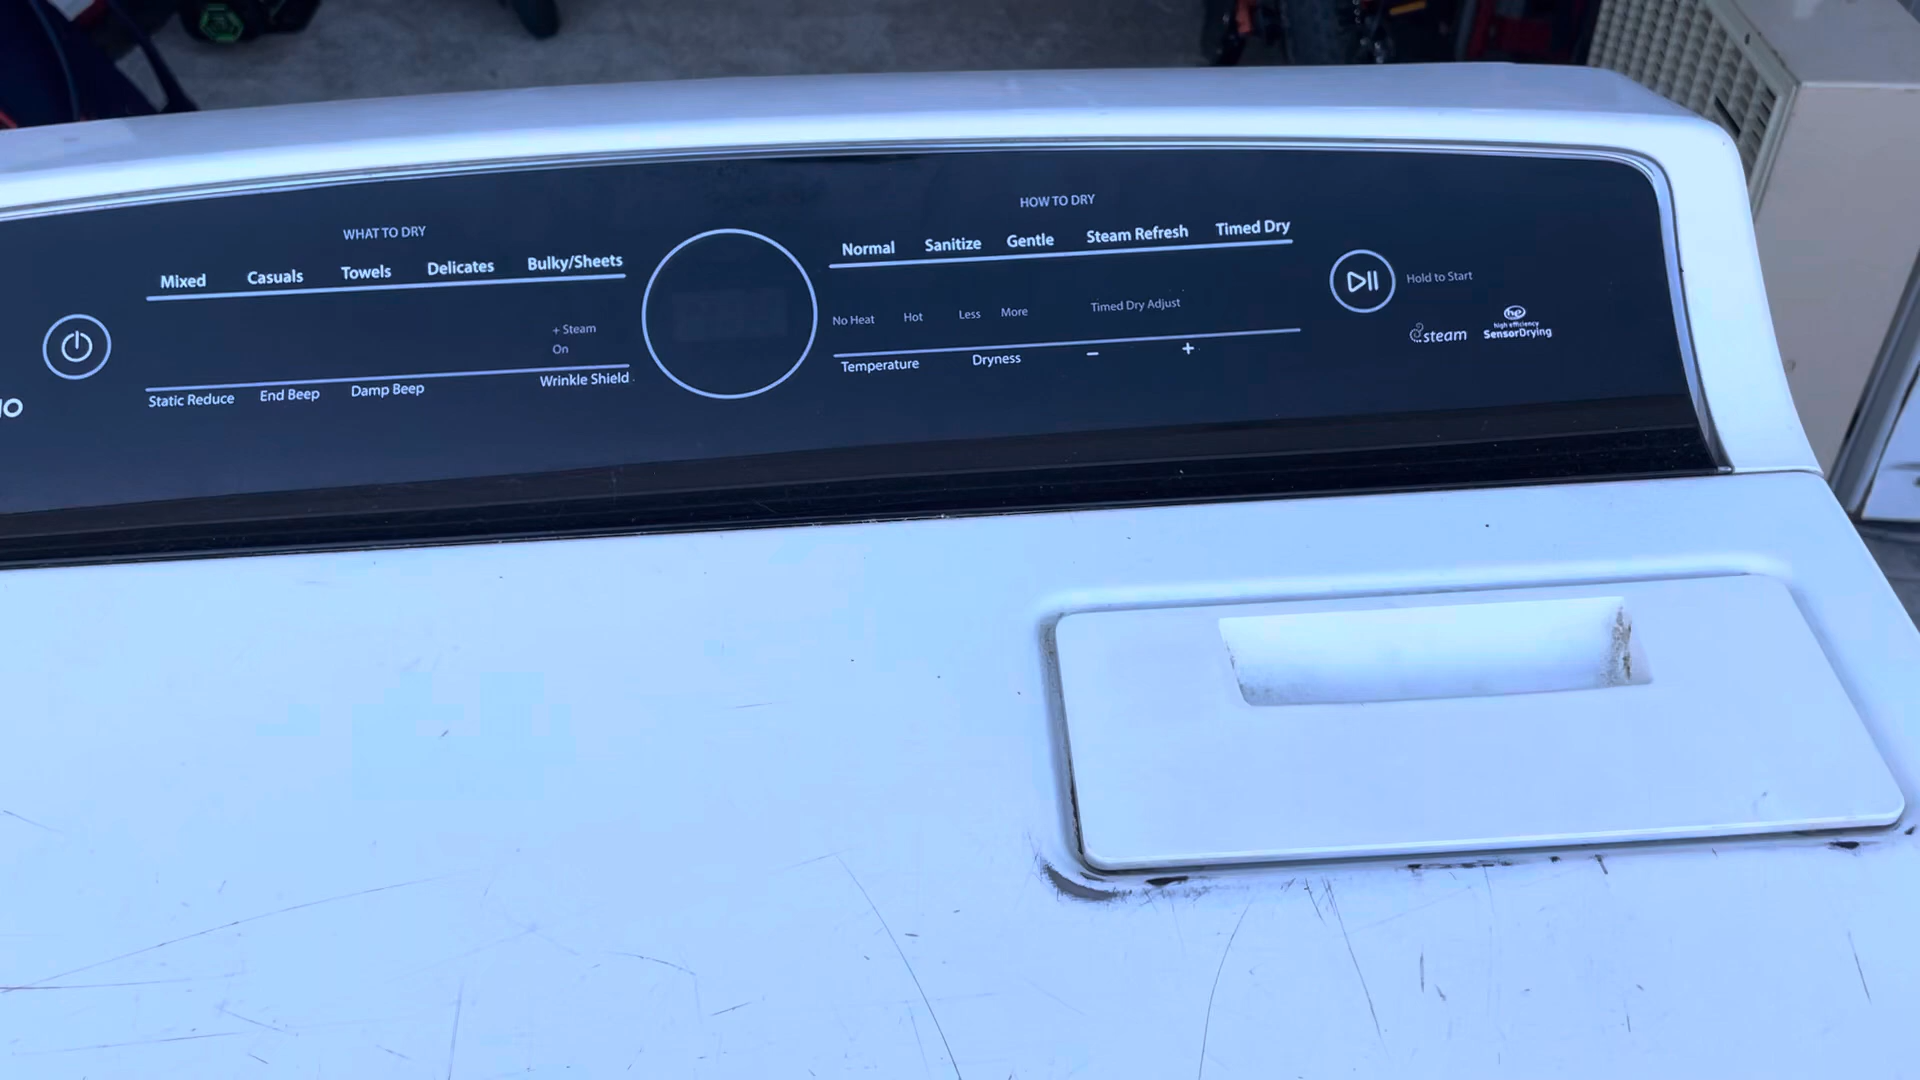 WHAT TO DRY
Mixed Casuals Towels Delicates Bulky/Sheets
+ Steam
On
Static Reduce End Beep Damp Beep Wrinkle Shield
HOW TO DRY
Normal Sanitize Gentle Steam Refresh Timed Dry
No Heat Hot Less More Timed Dry Adjust
Temperature Dryness − +
Hold to Start
steam
he
high efficiency
SensorDrying